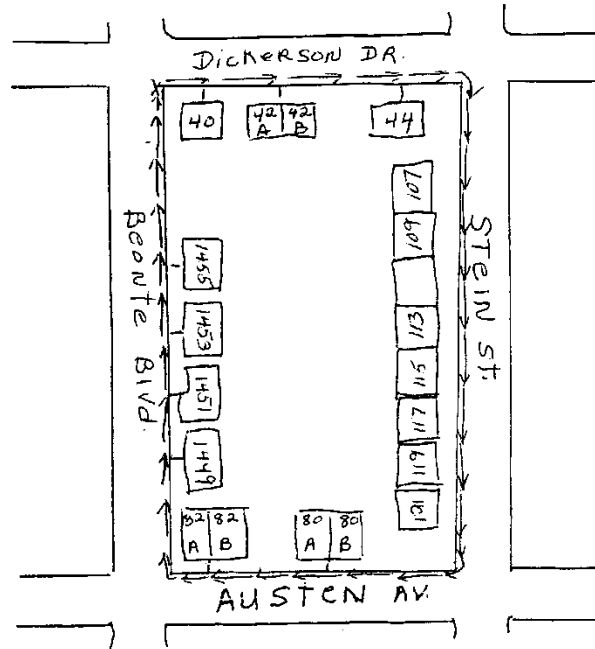 DICKERSON DR.
40
42 A
42 B
44
107
109
113
115
117
119
121
STEIN ST.
Beonte Blvd.
1455
1453
1451
1449
82 A
82 B
80 A
80 B
AUSTEN AV.